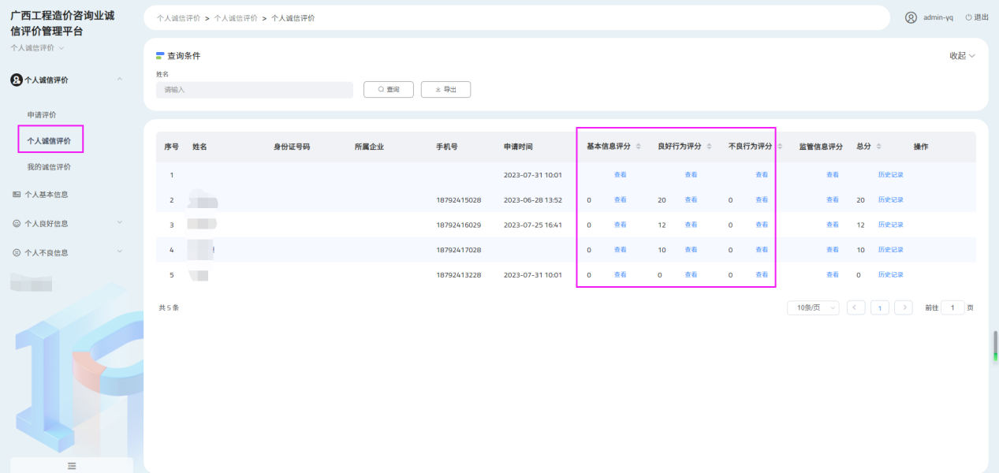 广西工程造价咨询业诚
信评价管理平台
个人诚信评价
个人诚信评价
申请评价
个人诚信评价
我的诚信评价
个人基本信息
个人良好信息
个人不良信息
个人诚信评价 > 个人诚信评价 > 个人诚信评价
admin-yq 退出
查询条件 收起
姓名
请输入 查询 导出
序号 姓名 身份证号码 所属企业 手机号 申请时间 基本信息评分 良好行为评分 不良行为评分 监管信息评分 总分 操作
1 2023-07-31 10:01 查看 查看 查看 查看 历史记录
2 18792415028 2023-06-28 13:52 0 查看 20 查看 0 查看 查看 20 历史记录
3 18792416029 2023-07-25 16:41 0 查看 12 查看 0 查看 查看 12 历史记录
4 18792417028 0 查看 10 查看 0 查看 查看 10 历史记录
5 18792413228 2023-07-31 10:01 0 查看 0 查看 0 查看 查看 0 历史记录
共 5 条 10条/页 1 前往 1 页